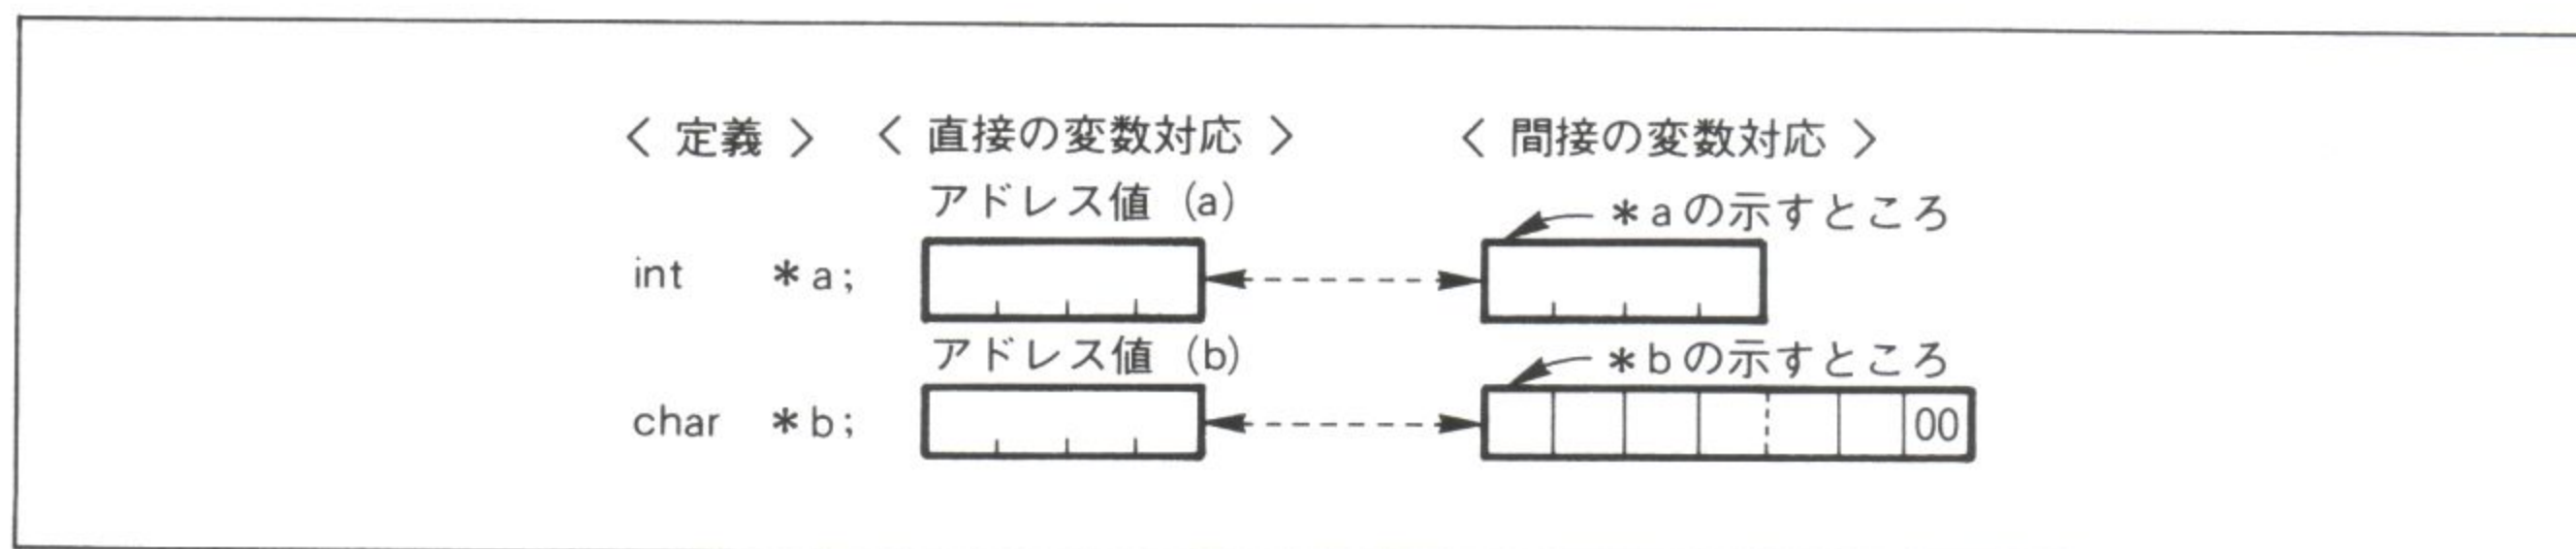 〈 定義 〉 〈 直接の変数対応 〉 〈 間接の変数対応 〉
アドレス値 (a) *aの示すところ
int *a;
アドレス値 (b) *bの示すところ
char *b; 00